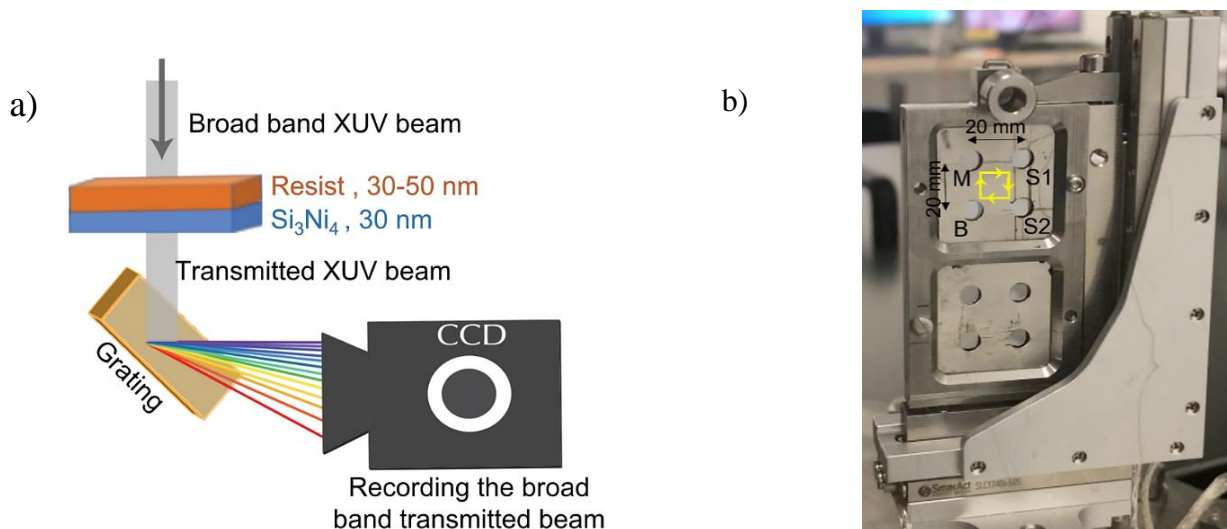 a)
Broad band XUV beam
Resist , 30-50 nm
Si₃Ni₄ , 30 nm
Transmitted XUV beam
Grating
CCD
Recording the broad
band transmitted beam
b)
20 mm
20 mm
M
S1
B
S2
SmarAct